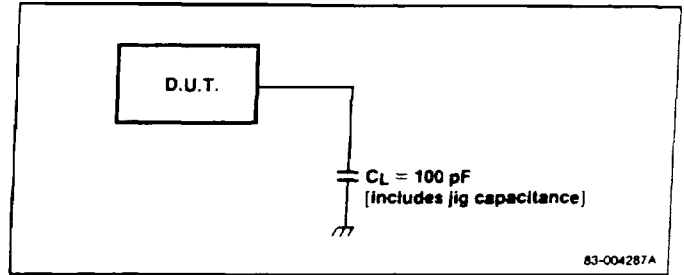 D.U.T.
CL = 100 pF
[includes jig capacitance]
83-004287A